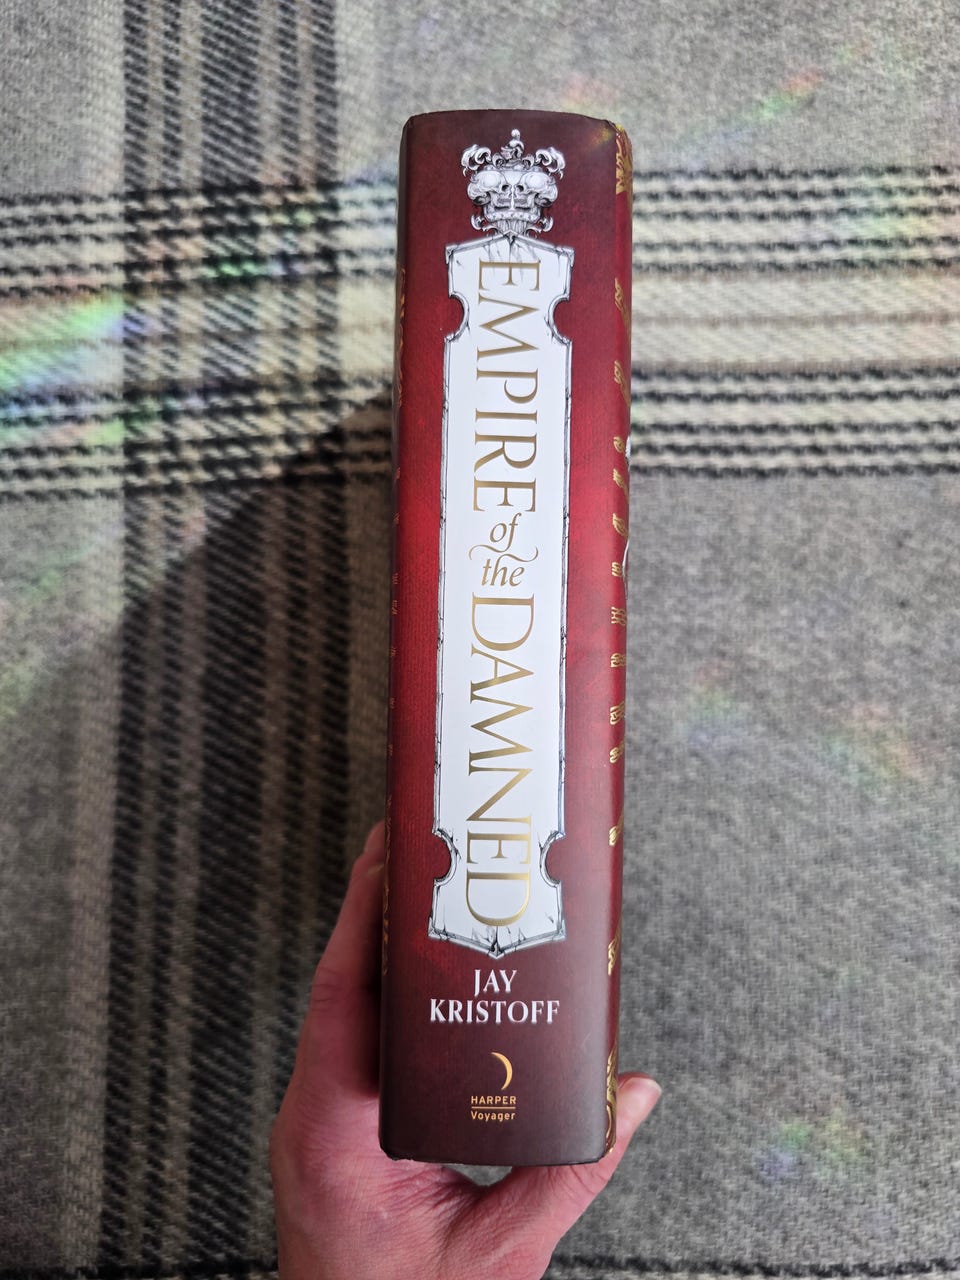 EMPIRE of the DAMNED
JAY
KRISTOFF
HARPER
Voyager